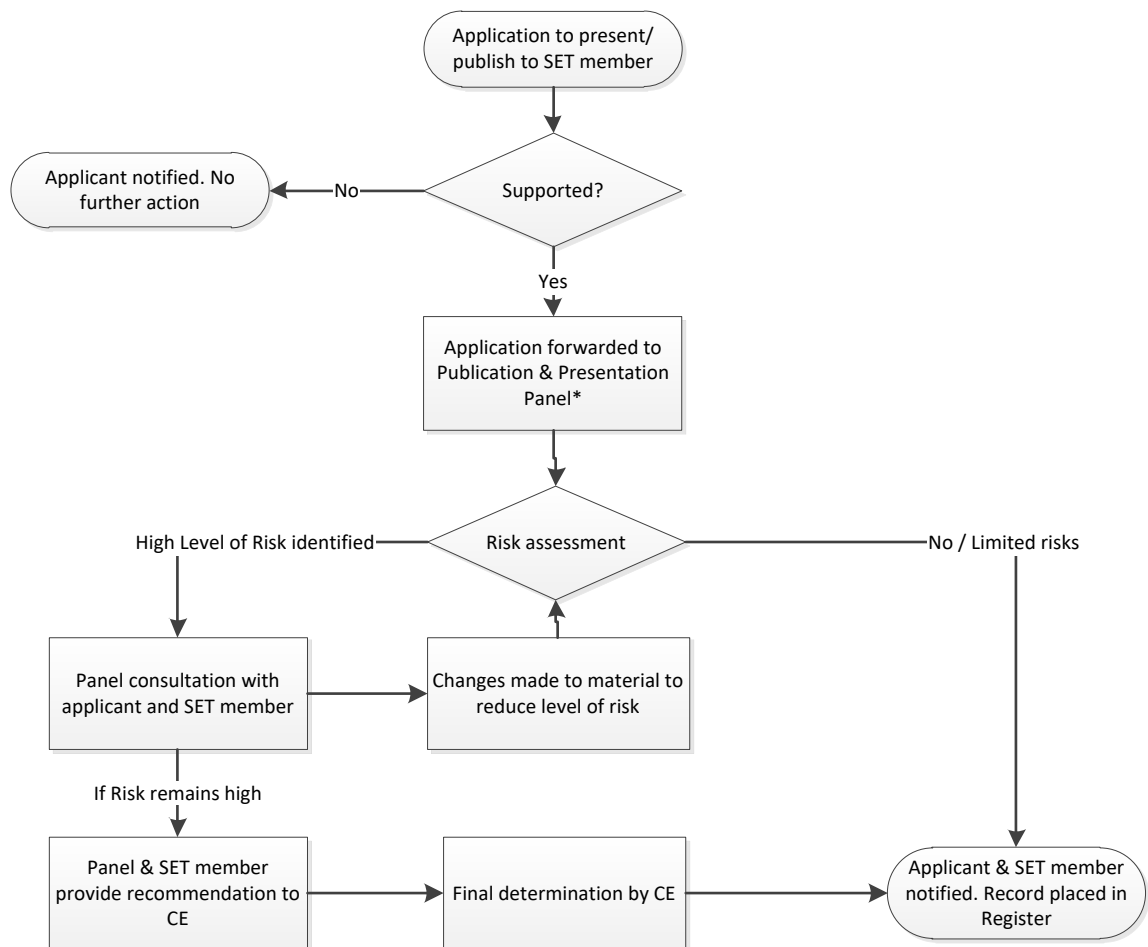 Application to present/
publish to SET member
Applicant notified. No
further action
No
Supported?
Yes
Application forwarded to
Publication & Presentation
Panel*
High Level of Risk identified
Risk assessment
No / Limited risks
Panel consultation with
applicant and SET member
Changes made to material to
reduce level of risk
If Risk remains high
Panel & SET member
provide recommendation to
CE
Final determination by CE
Applicant & SET member
notified. Record placed in
Register